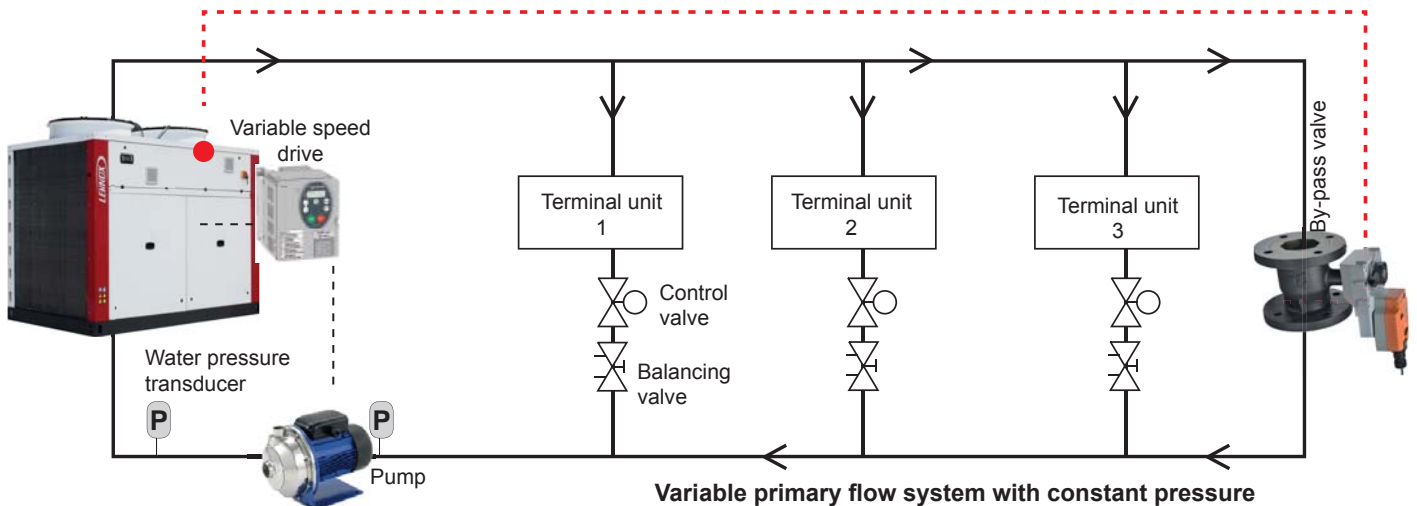 Variable speed
drive
LENNOX
Terminal unit
1
Terminal unit
2
Terminal unit
3
By-pass valve
Control
valve
Balancing
valve
Water pressure
transducer
P
P
Pump
Variable primary flow system with constant pressure